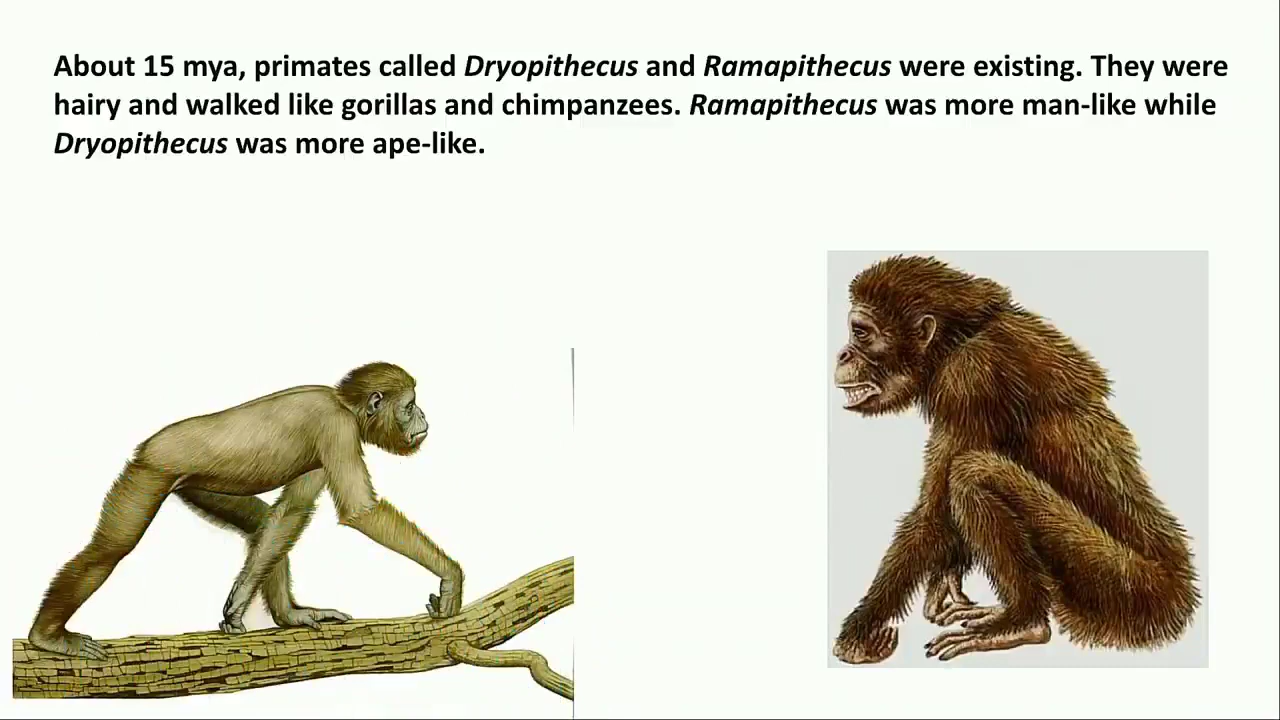 About 15 mya, primates called Dryopithecus and Ramapithecus were existing. They were
hairy and walked like gorillas and chimpanzees. Ramapithecus was more man-like while
Dryopithecus was more ape-like.